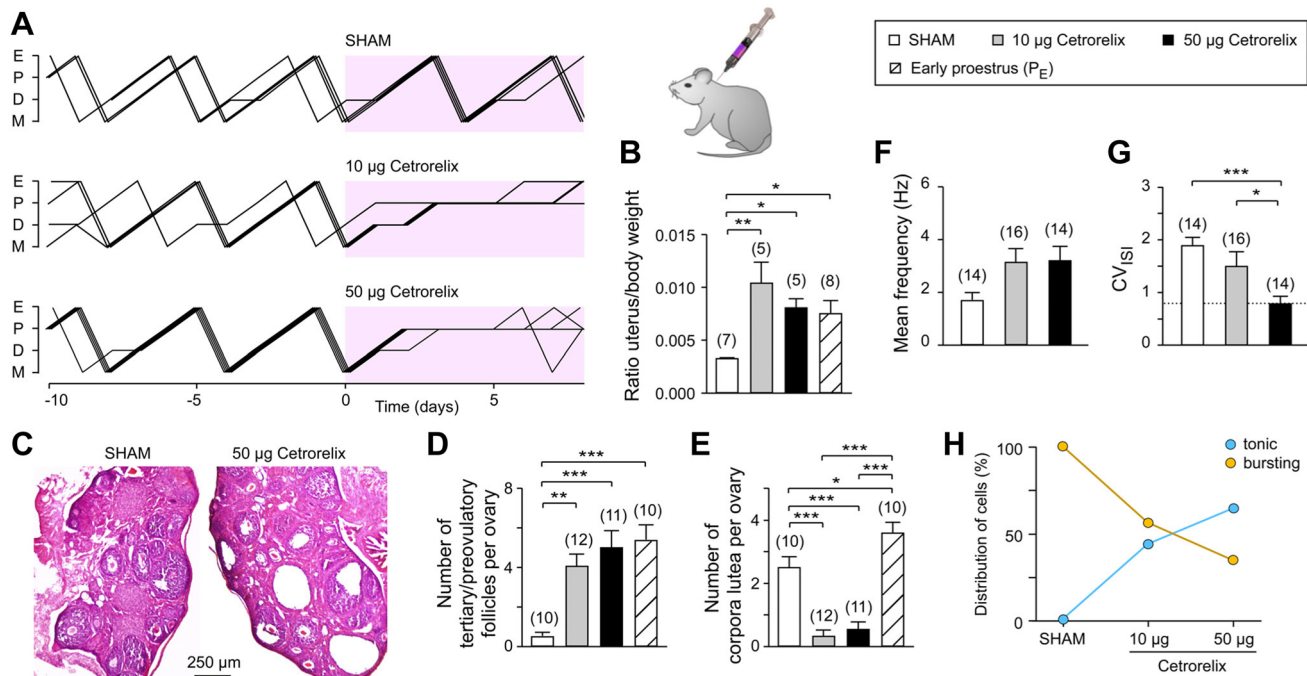 A
SHAM
E
P
D
M
10 µg Cetrorelix
E
P
D
M
50 µg Cetrorelix
E
P
D
M
-10
-5
0
5
Time (days)
SHAM
10 µg Cetrorelix
50 µg Cetrorelix
Early proestrus (PE)
B
Ratio uterus/body weight
0.015
0.010
0.005
0.000
(7)
(5)
(5)
(8)
**
*
*
F
Mean frequency (Hz)
6
4
2
0
(14)
(16)
(14)
G
CVISI
3
2
1
0
(14)
(16)
(14)
***
*
C
SHAM
50 µg Cetrorelix
250 µm
D
Number of
tertiary/preovulatory
follicles per ovary
8
4
0
(10)
(12)
(11)
(10)
**
***
***
E
Number of
corpora lutea per ovary
6
4
2
0
(10)
(12)
(11)
(10)
***
***
*
***
***
H
Distribution of cells (%)
100
50
0
tonic
bursting
SHAM
10 µg
50 µg
Cetrorelix